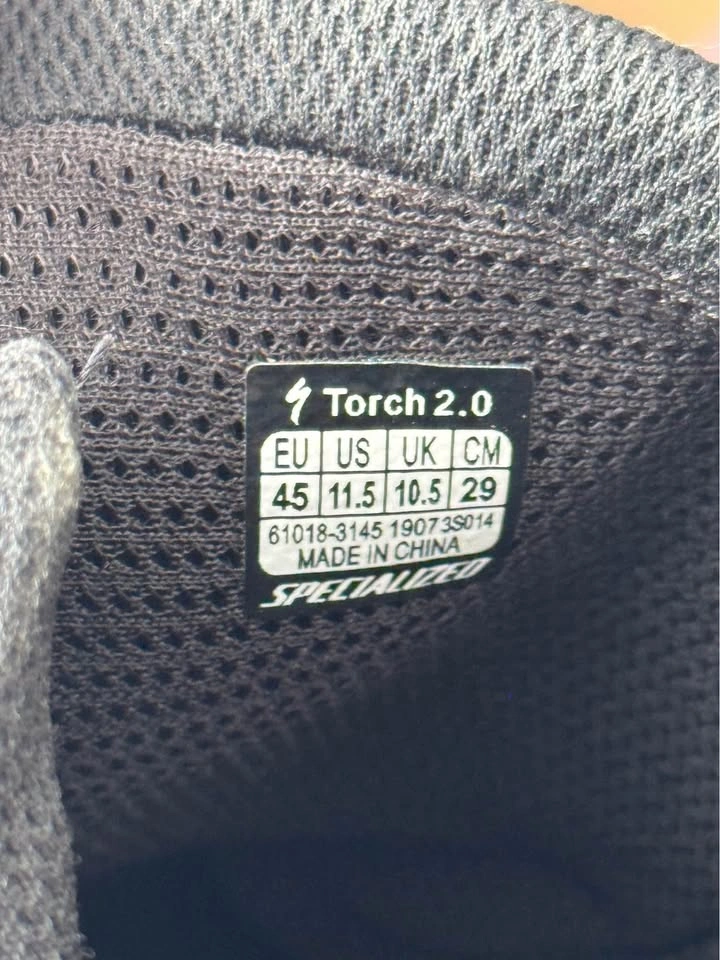 Torch 2.0
EU US UK CM
45 11.5 10.5 29
61018-3145 19073S014
MADE IN CHINA
SPECIALIZED